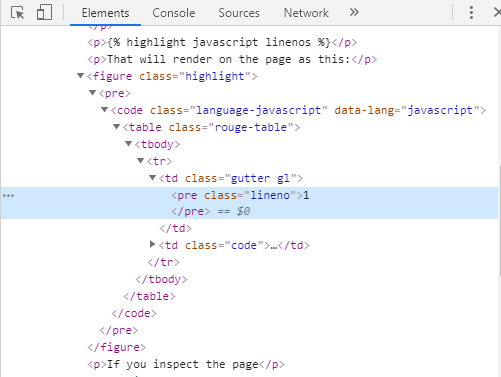 Elements Console Sources Network »
</p>
<p>{% highlight javascript linenos %}</p>
<p>That will render on the page as this:</p>
▼<figure class="highlight">
▼<pre>
▼<code class="language-javascript" data-lang="javascript">
▼<table class="rouge-table">
▼<tbody>
▼<tr>
▼<td class="gutter gl">
… <pre class="lineno">1
</pre> == $0
</td>
▶<td class="code">…</td>
</tr>
</tbody>
</table>
</code>
</pre>
</figure>
<p>If you inspect the page</p>